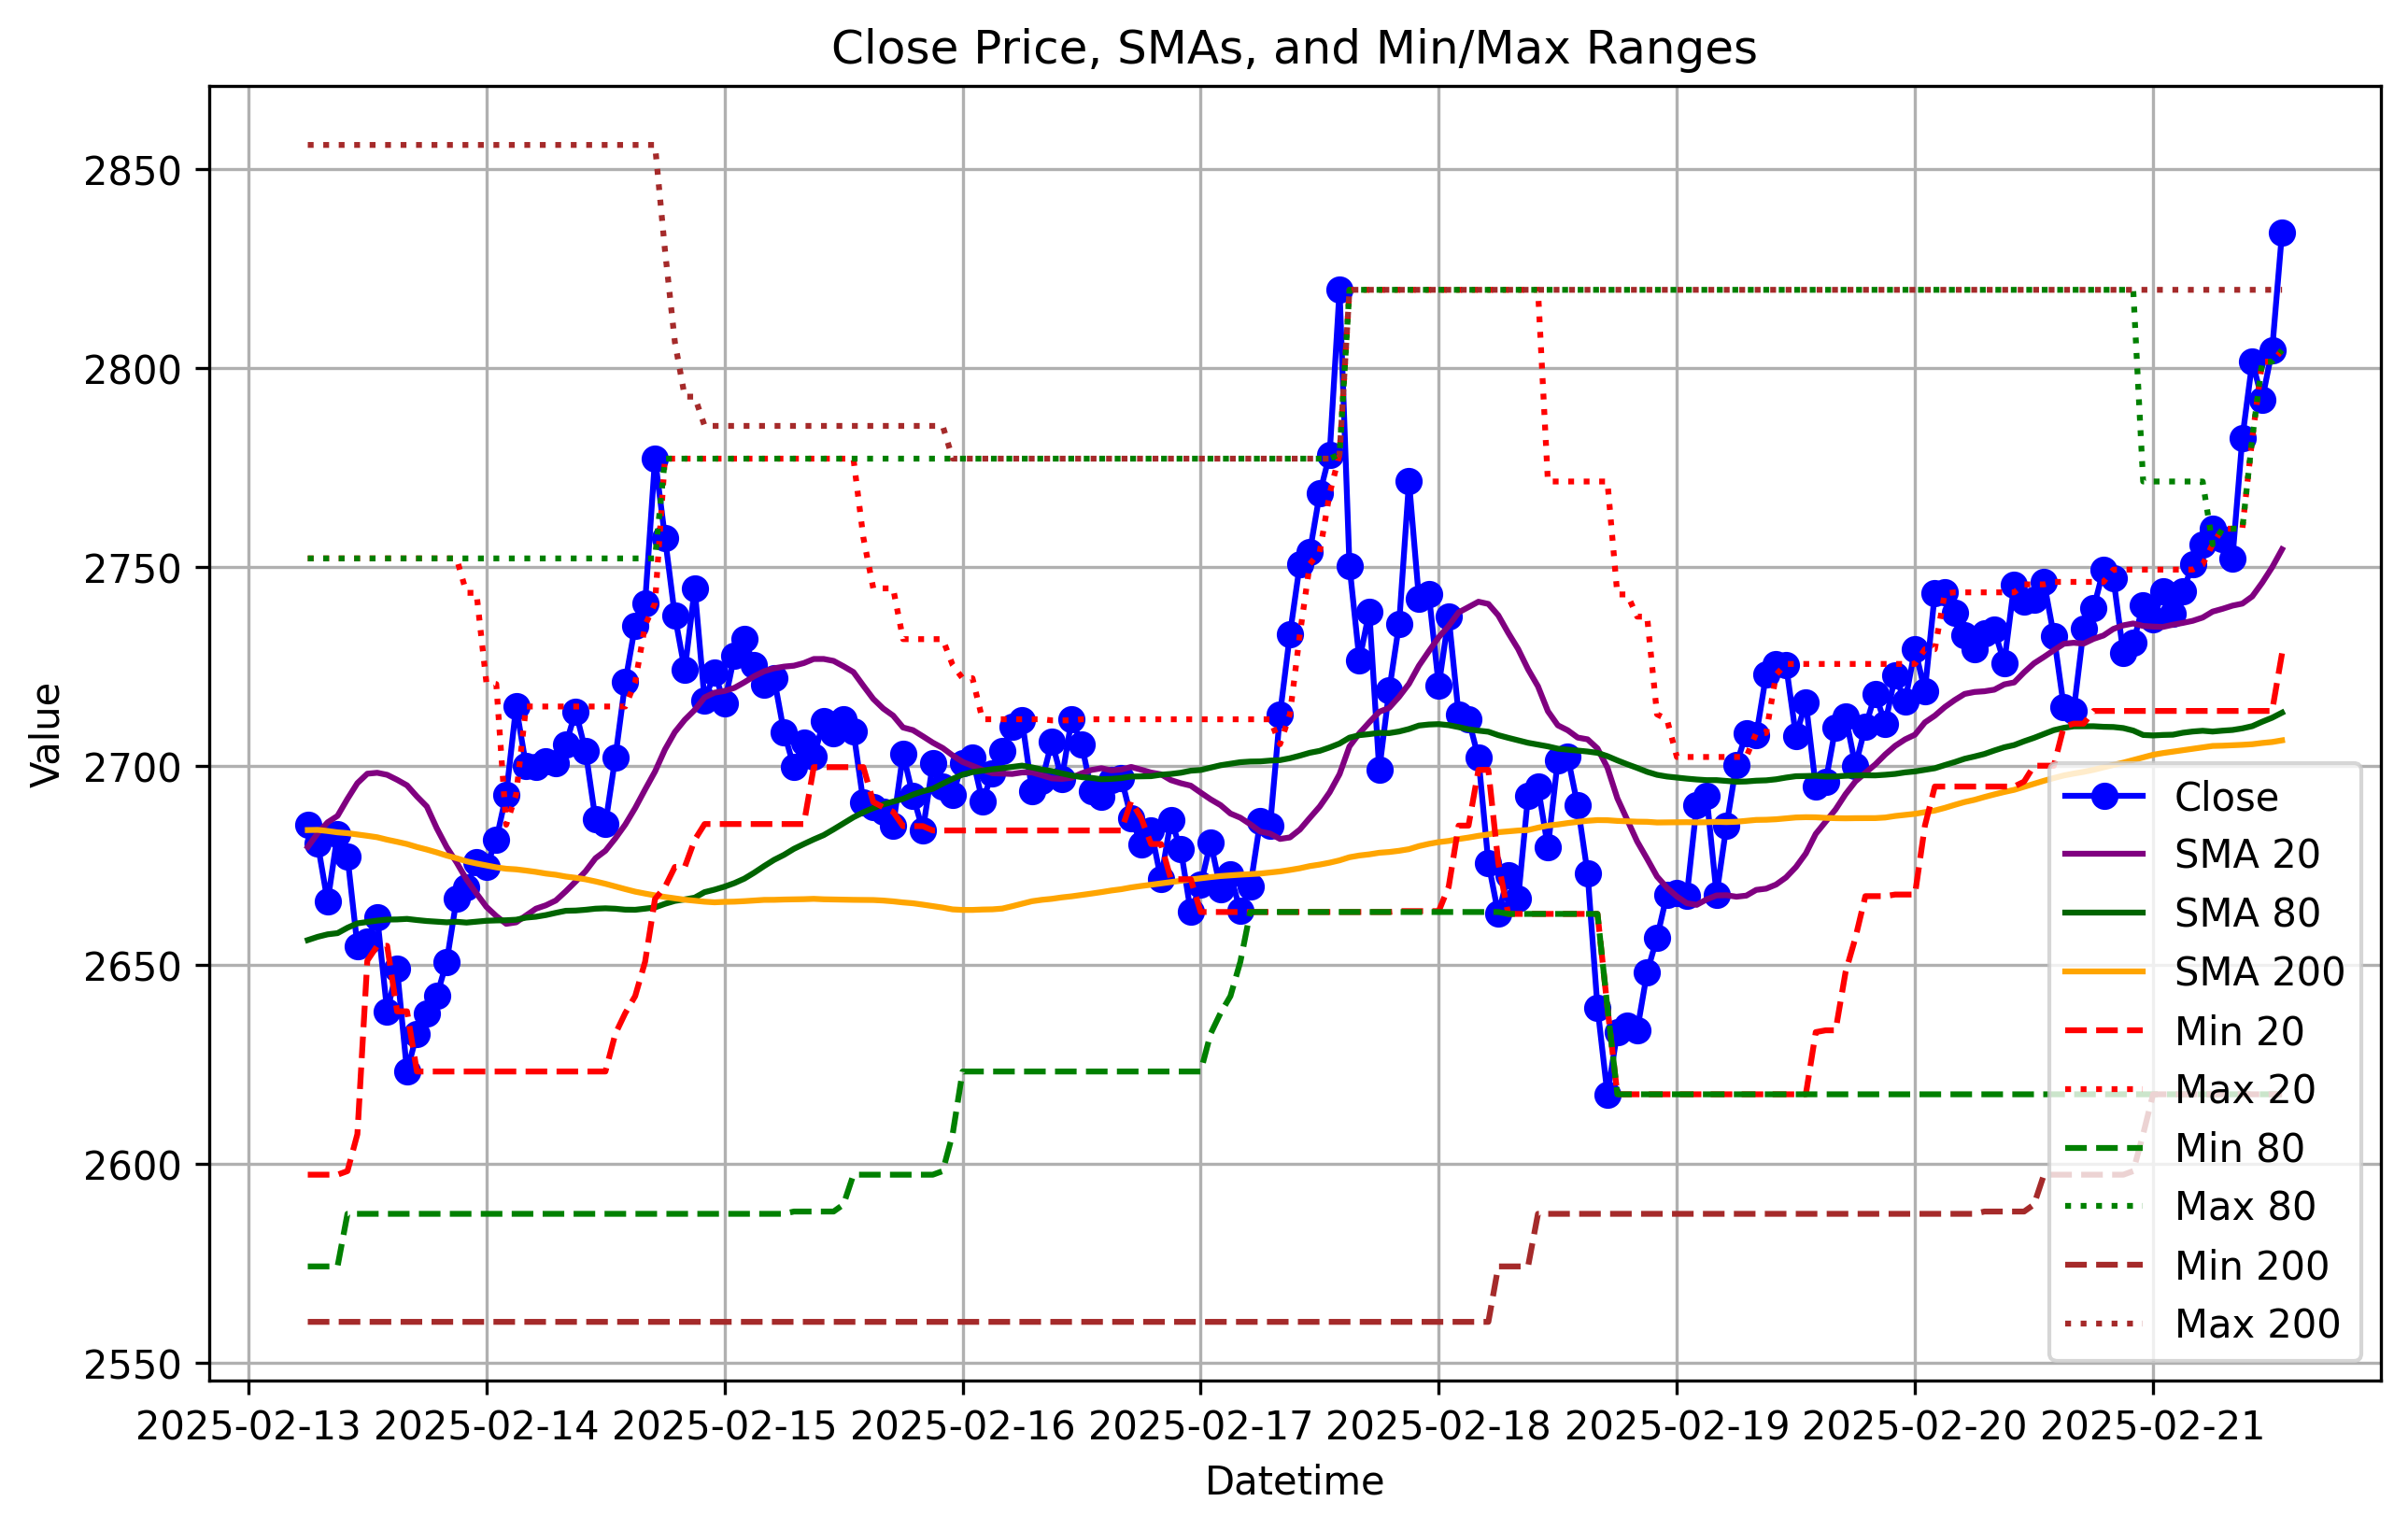 Close Price, SMAs, and Min/Max Ranges
Value
2850
2800
2750
2700
2650
2600
2550
Close
SMA 20
SMA 80
SMA 200
Min 20
Max 20
Min 80
Max 80
Min 200
Max 200
2025-02-13 2025-02-14 2025-02-15 2025-02-16 2025-02-17 2025-02-18 2025-02-19 2025-02-20 2025-02-21
Datetime